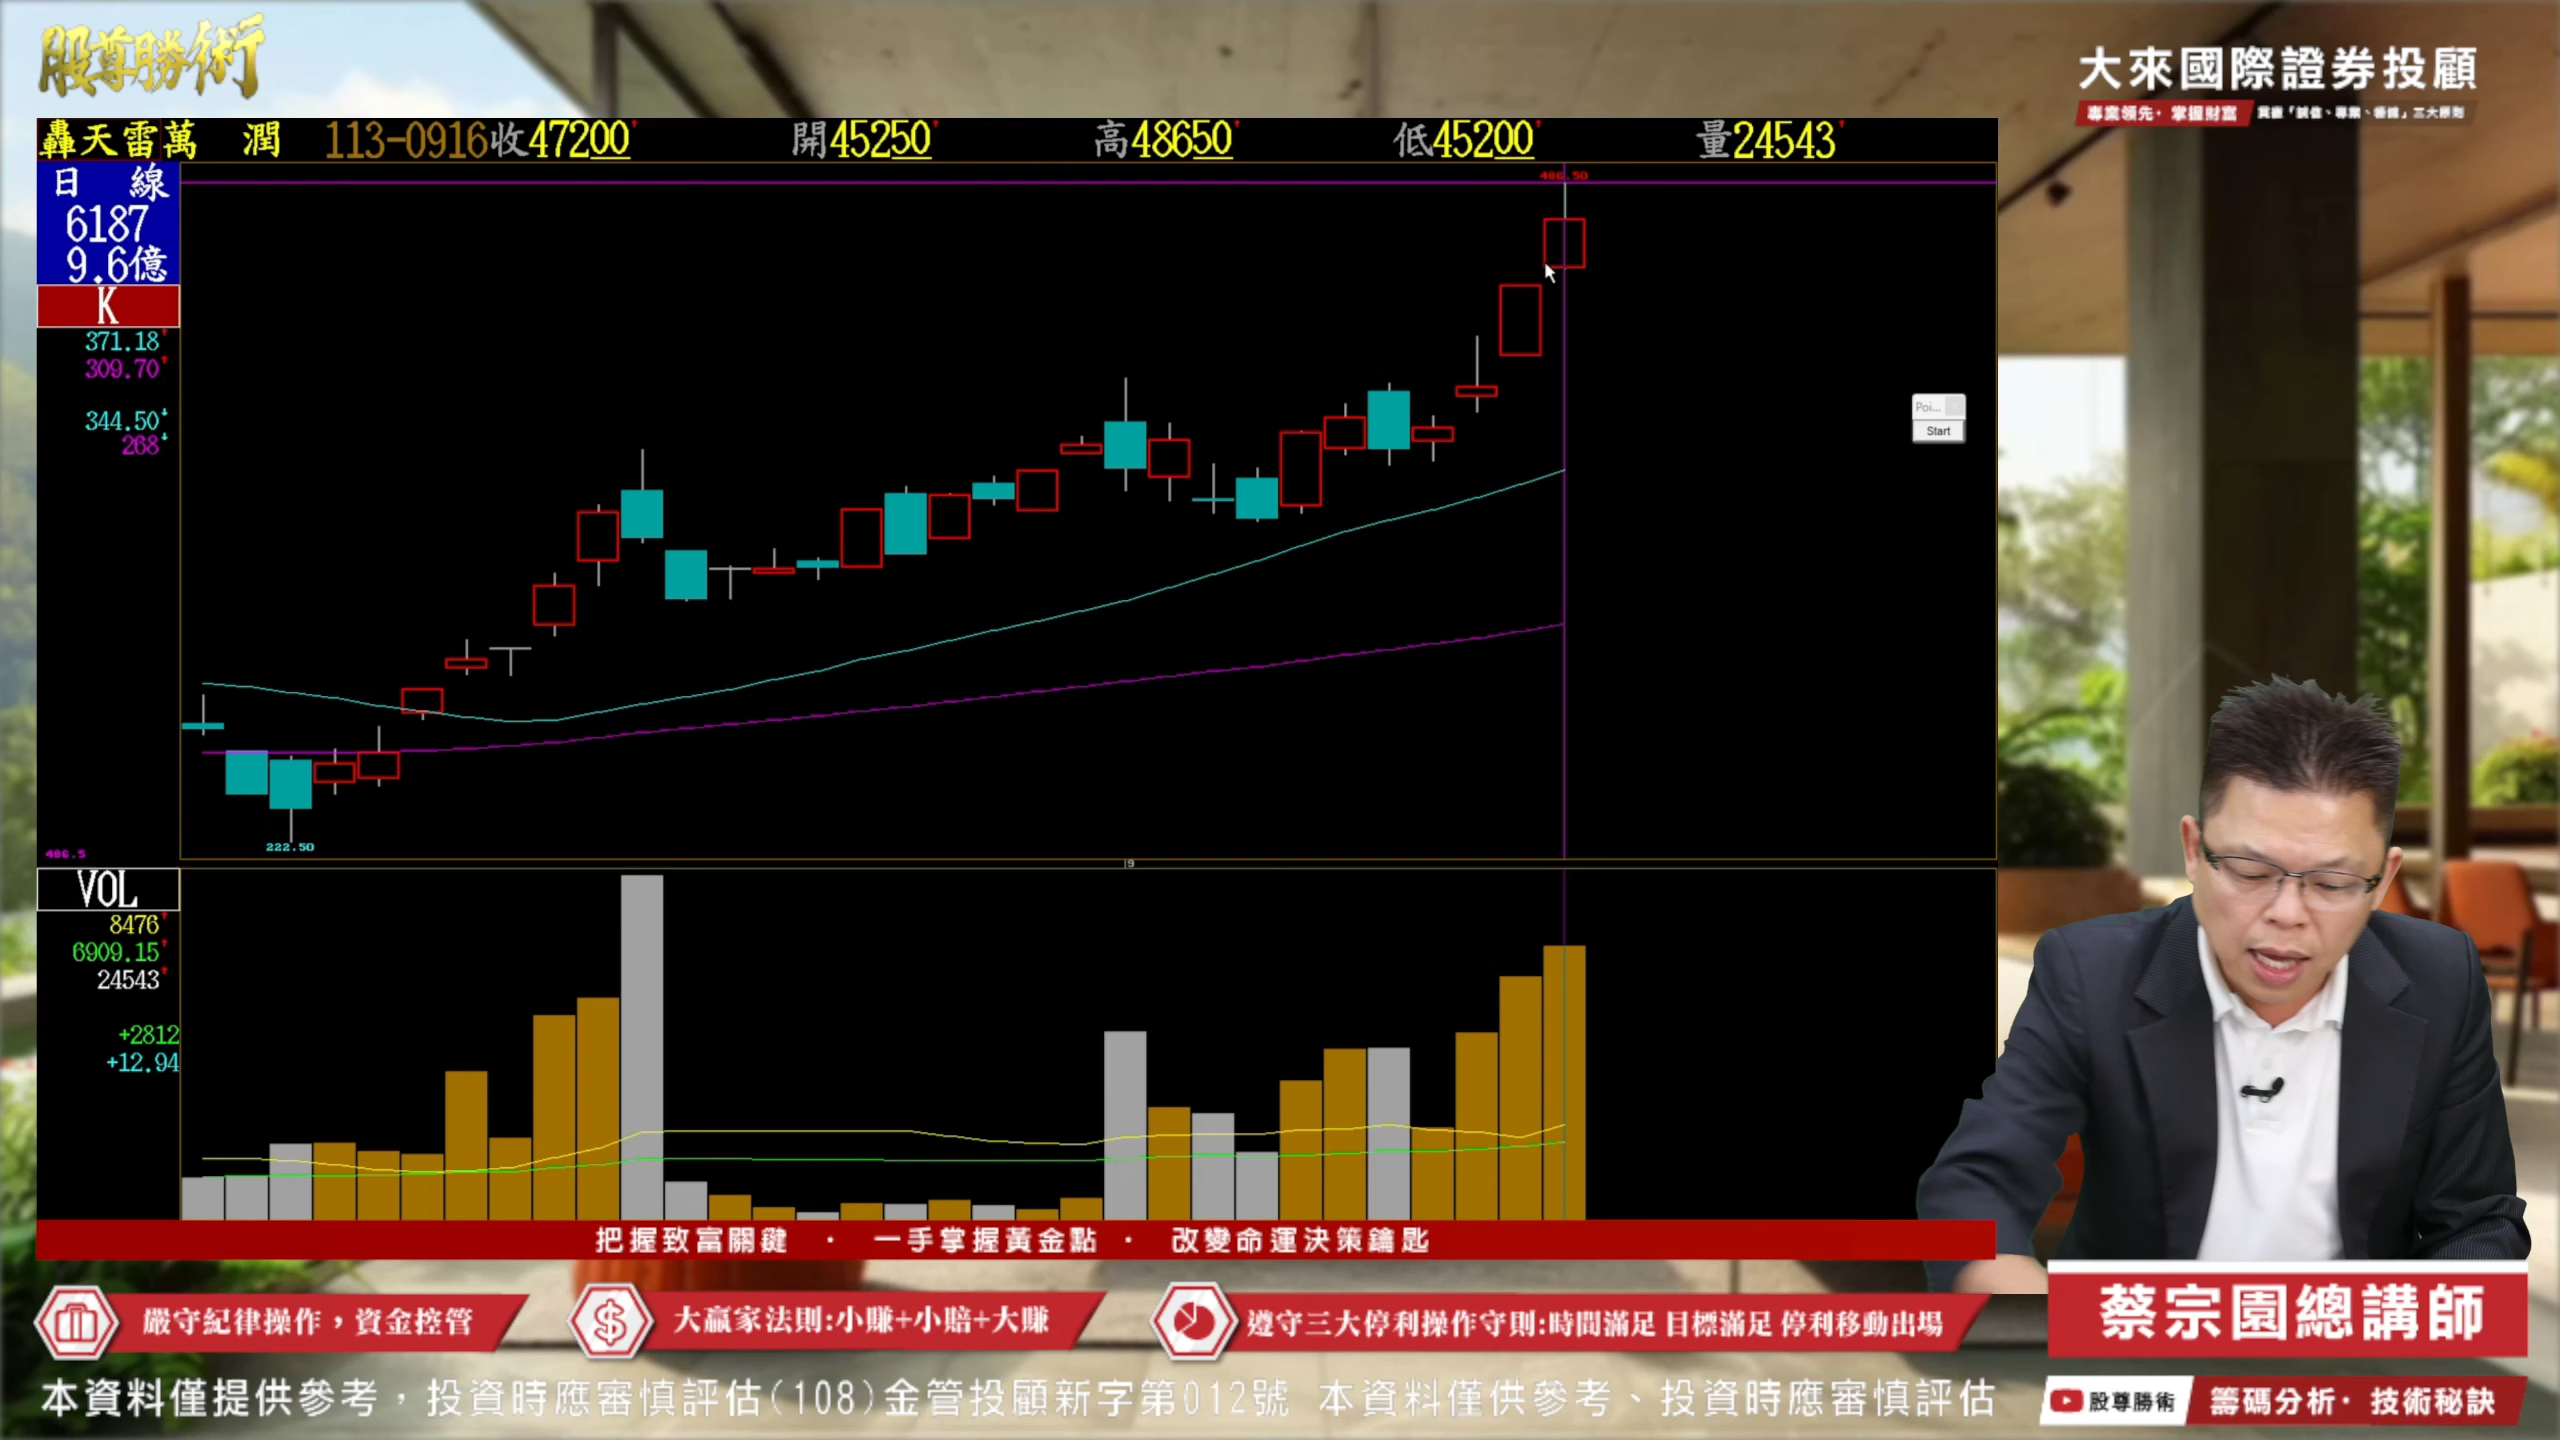 股尊勝術
大來國際證券投顧
專業領先・掌握財富
轟天雷萬 潤 113-0916收47200 開45250 高48650 低45200 量24543
日 線
6187
9.6億
K
371.18
309.70
344.50
268
486.50
Poi...
Start
222.50
486.5
9
VOL
8476
6909.15
24543
+2812
+12.94
把握致富關鍵 · 一手掌握黃金點 · 改變命運決策鑰匙
嚴守紀律操作，資金控管
大贏家法則:小賺+小賠+大賺
遵守三大停利操作守則:時間滿足 目標滿足 停利移動出場
蔡宗園總講師
本資料僅提供參考，投資時應審慎評估(108)金管投顧新字第012號 本資料僅供參考、投資時應審慎評估
股尊勝術
籌碼分析・技術秘訣